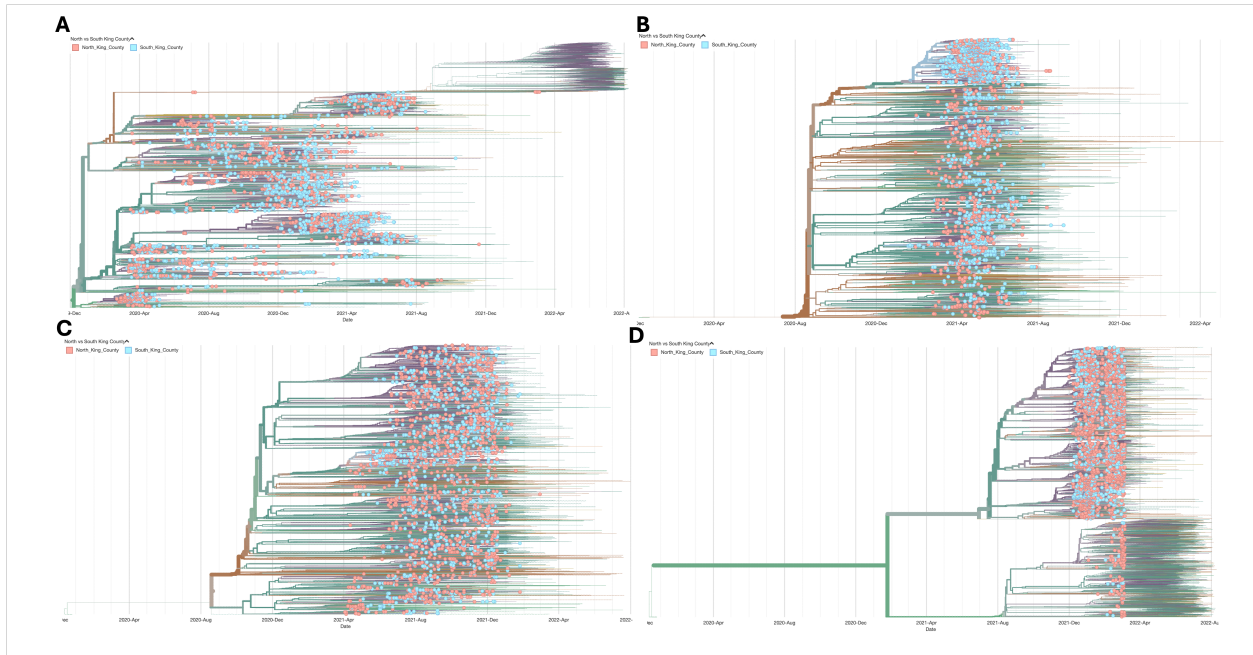 A
North vs South King County
North_King_County South_King_County
2020-Apr 2020-Aug 2020-Dec 2021-Apr 2021-Aug 2021-Dec 2022-Apr 2022-A
Date
B
North vs South King County
North_King_County South_King_County
2020-Apr 2020-Aug 2020-Dec 2021-Apr 2021-Aug 2021-Dec 2022-Apr
C
North vs South King County
North_King_County South_King_County
2020-Apr 2020-Aug 2020-Dec 2021-Apr 2021-Aug 2021-Dec 2022-Apr 2022-
Date
D
North vs South King County
North_King_County South_King_County
2020-Apr 2020-Aug 2020-Dec 2021-Apr 2021-Aug 2021-Dec 2022-Apr
Date